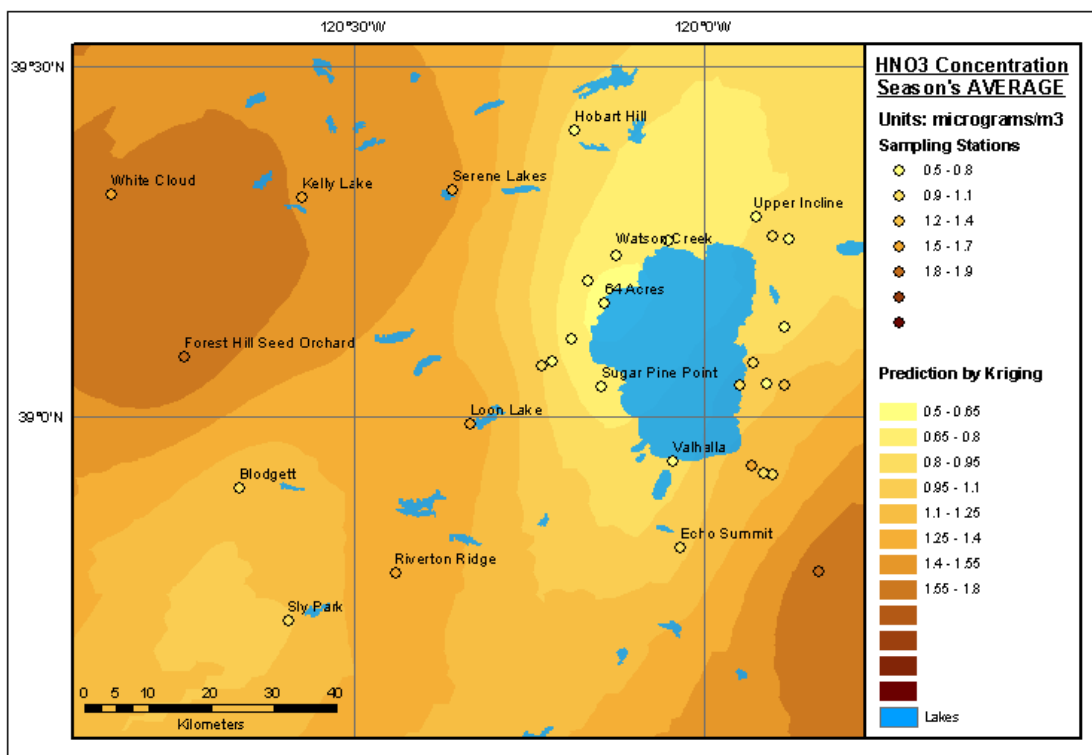 120°30'W 120°0'W
39°30'N
39°0'N
Hobart Hill
White Cloud
Kelly Lake
Serene Lakes
Upper Incline
Watson Creek
64 Acres
Forest Hill Seed Orchard
Sugar Pine Point
Loon Lake
Valhalla
Blodgett
Echo Summit
Riverton Ridge
Sly Park
0 5 10 20 30 40
Kilometers
HNO3 Concentration
Season's AVERAGE
Units: micrograms/m3
Sampling Stations
0.5 - 0.8
0.9 - 1.1
1.2 - 1.4
1.5 - 1.7
1.8 - 1.9
Prediction by Kriging
0.5 - 0.65
0.65 - 0.8
0.8 - 0.95
0.95 - 1.1
1.1 - 1.25
1.25 - 1.4
1.4 - 1.55
1.55 - 1.8
Lakes